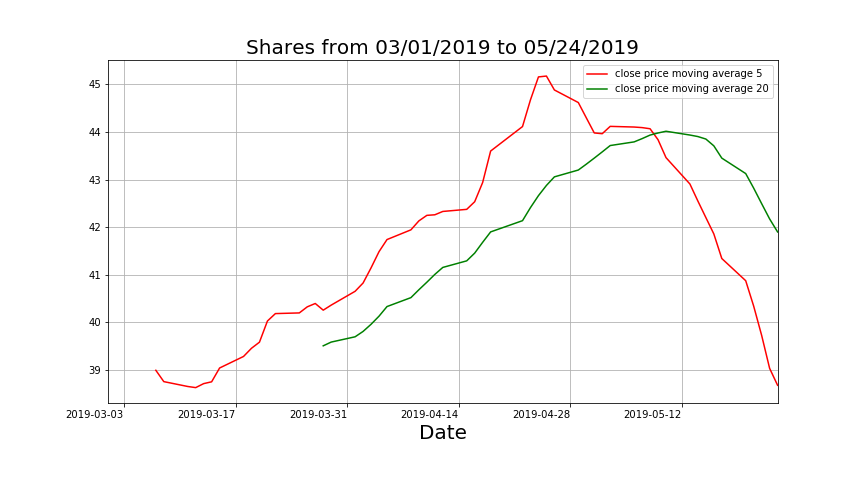 Shares from 03/01/2019 to 05/24/2019
close price moving average 5
close price moving average 20
45
44
43
42
41
40
39
2019-03-03 2019-03-17 2019-03-31 2019-04-14 2019-04-28 2019-05-12
Date